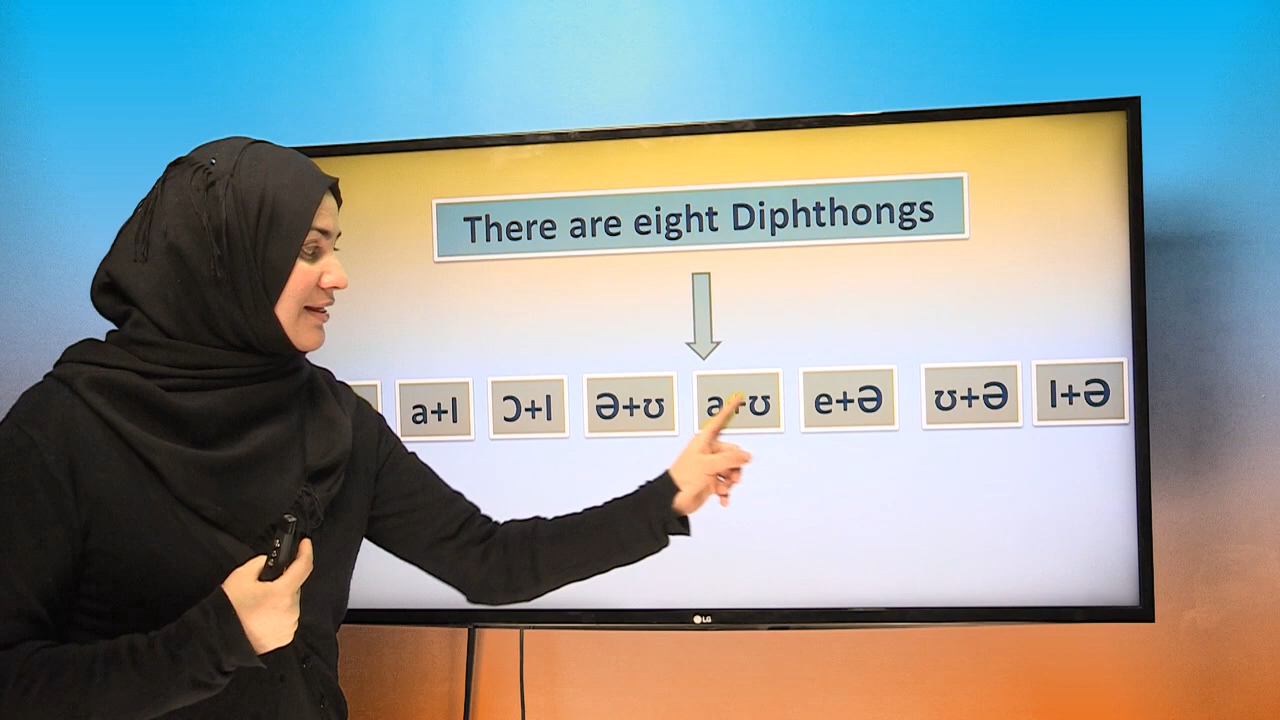 There are eight Diphthongs
a+I
Ɔ+I
Ə+ʊ
a+ʊ
e+Ə
ʊ+Ə
I+Ə
LG